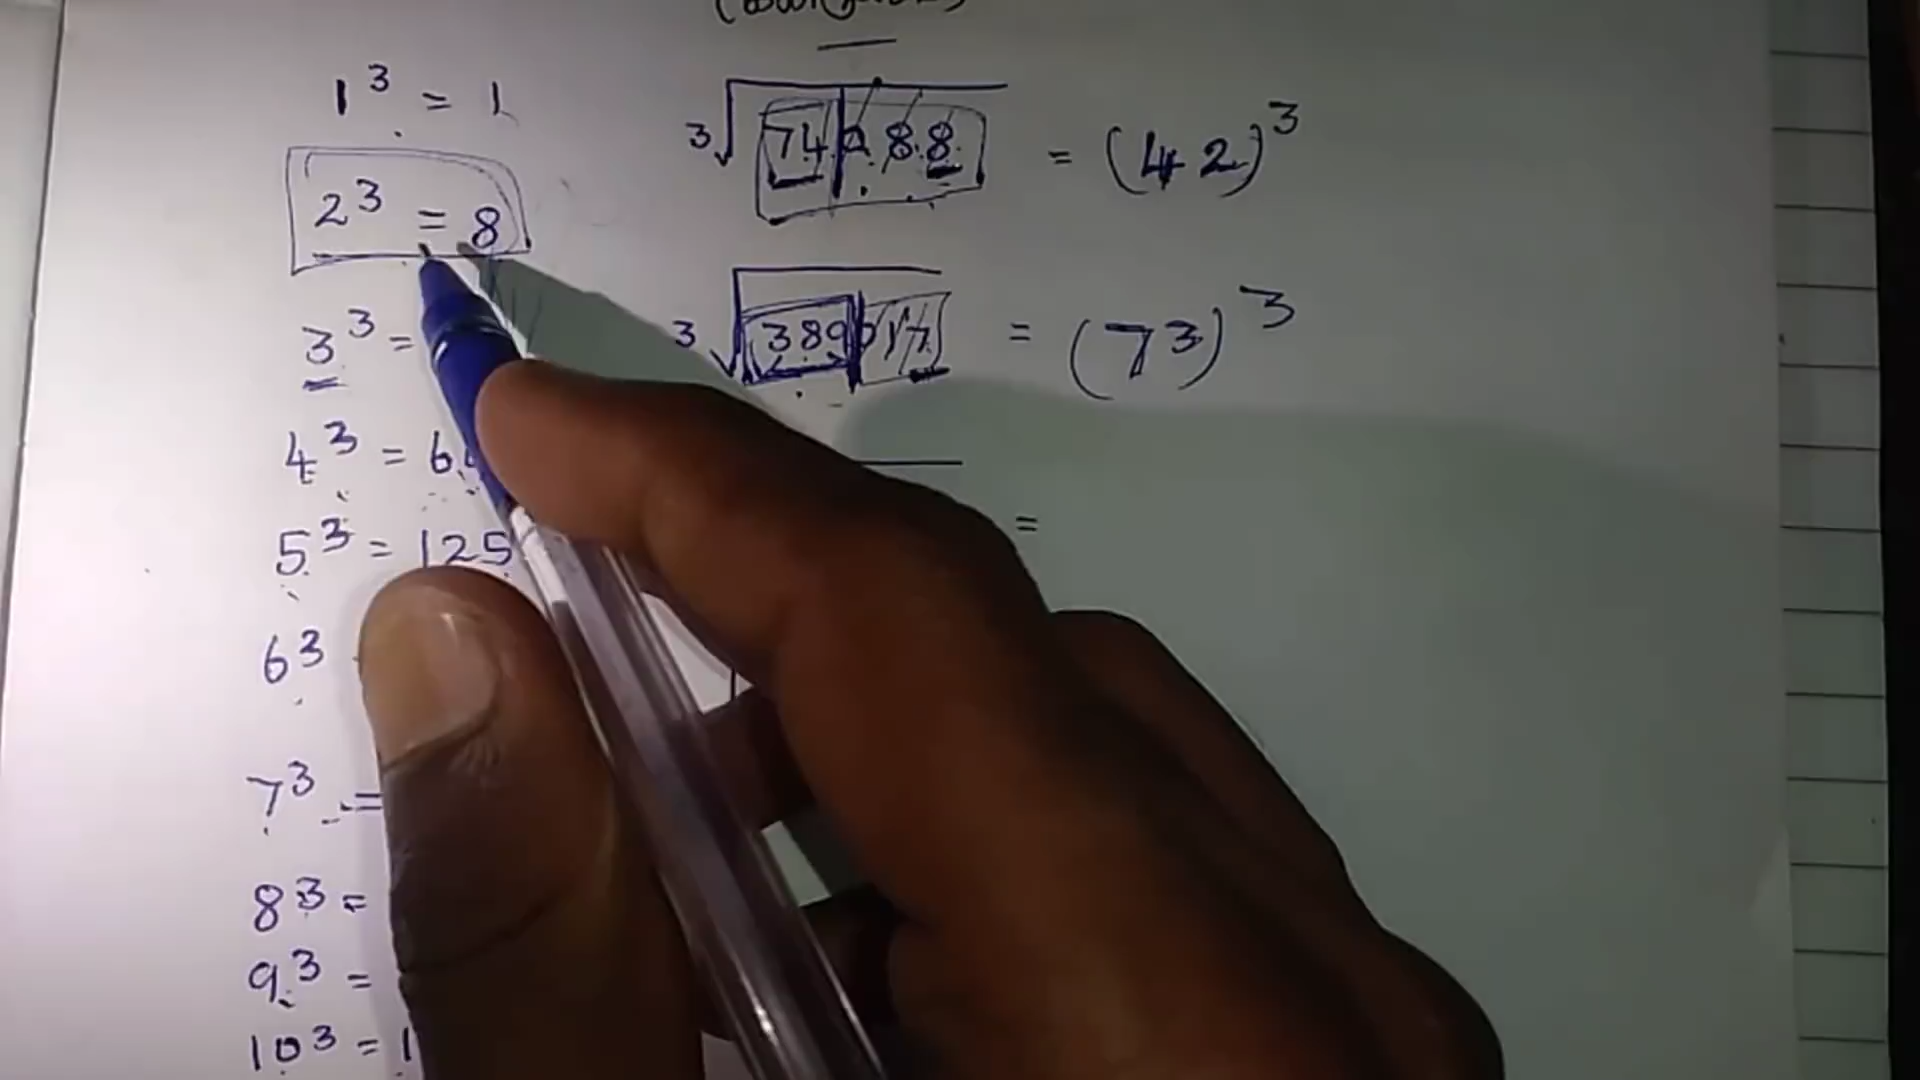 1³ = 1
2³ = 8
3³ =
4³ = 6
5³ = 125
6³
7³ =
8³ =
9³ =
10³ = 1
∛74088 = (42)³
∛389017 = (73)³
=